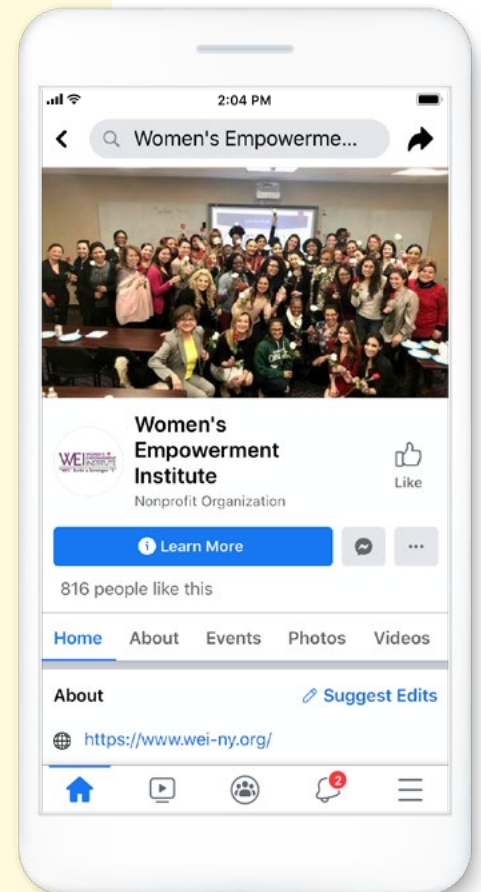 2:04 PM
Women's Empowerme...
WEI
Women's
Empowerment
Institute
Like
Nonprofit Organization
Learn More
816 people like this
Home About Events Photos Videos
About Suggest Edits
https://www.wei-ny.org/
2